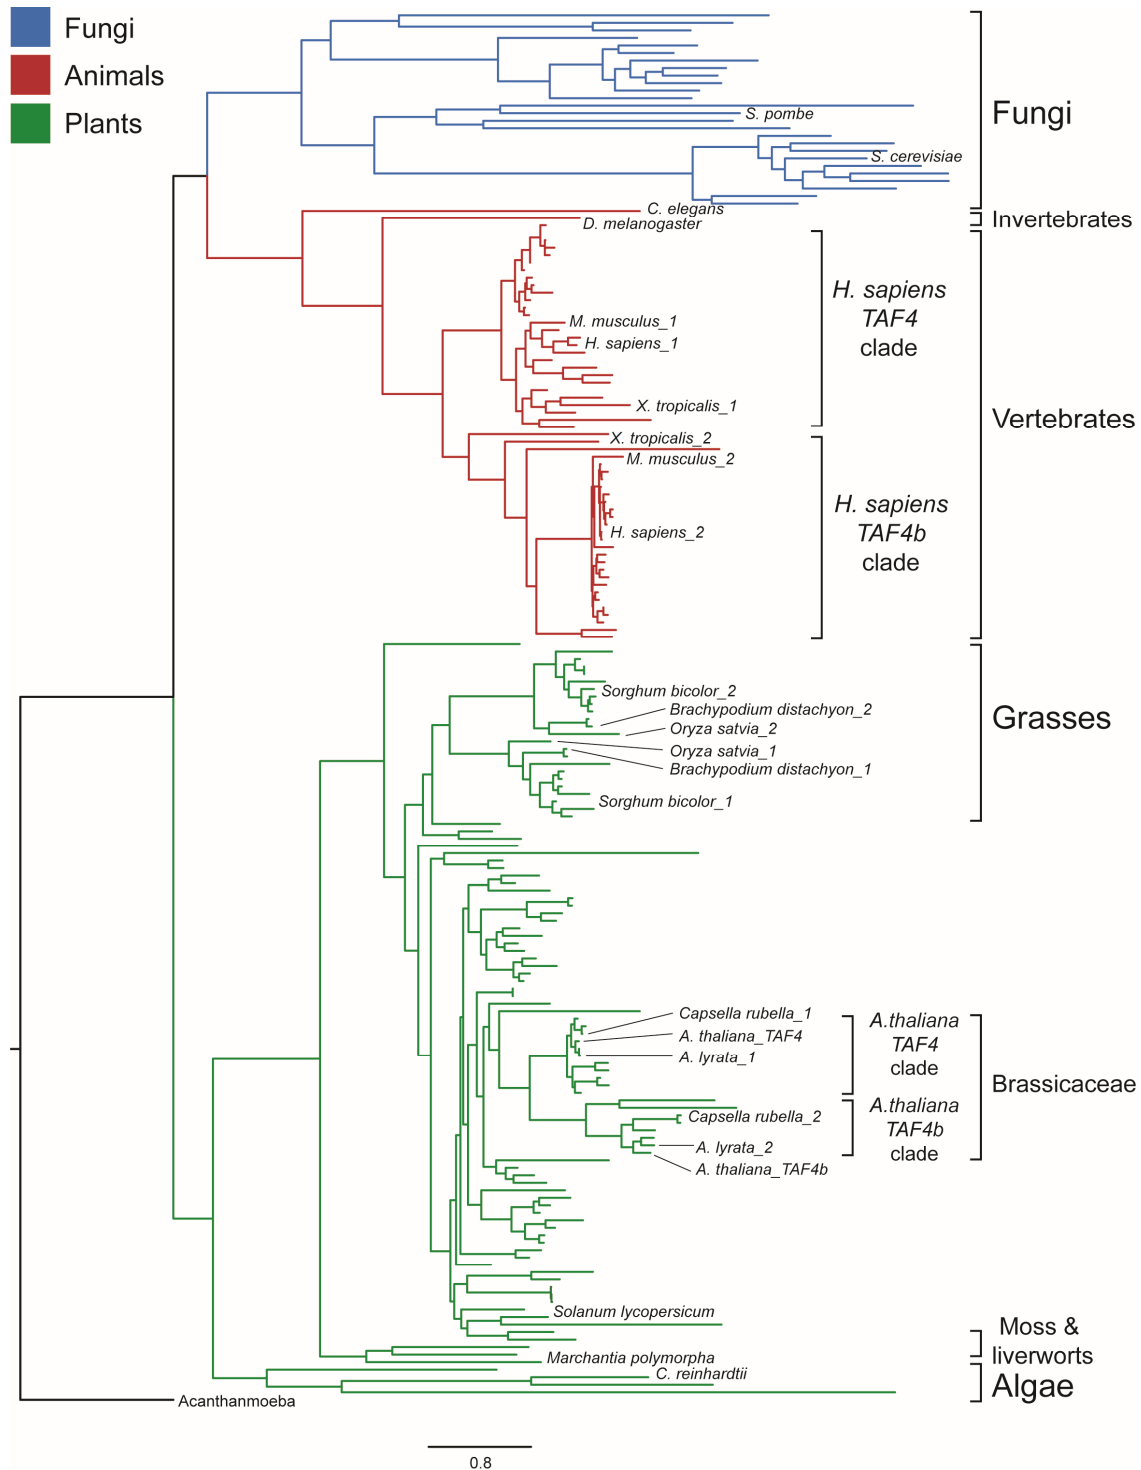 Fungi
Animals
Plants
S. pombe
Fungi
S. cerevisiae
C. elegans
Invertebrates
D. melanogaster
H. sapiens
TAF4
clade
M. musculus_1
H. sapiens_1
X. tropicalis_1
Vertebrates
X. tropicalis_2
M. musculus_2
H. sapiens
TAF4b
clade
H. sapiens_2
Sorghum bicolor_2
Brachypodium distachyon_2
Oryza satvia_2
Grasses
Oryza satvia_1
Brachypodium distachyon_1
Sorghum bicolor_1
Capsella rubella_1
A. thaliana_TAF4
A. lyrata_1
A.thaliana
TAF4
clade
Brassicaceae
Capsella rubella_2
A. lyrata_2
A. thaliana_TAF4b
A.thaliana
TAF4b
clade
Solanum lycopersicum
Moss &
liverworts
Marchantia polymorpha
C. reinhardtii
Algae
Acanthanmoeba
0.8